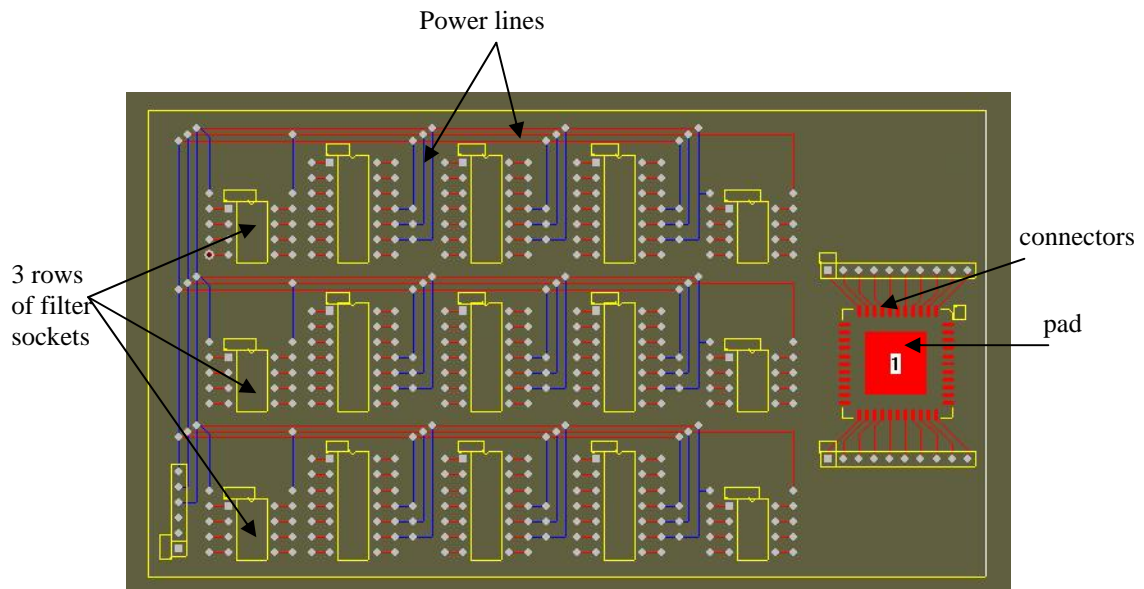 Power lines
connectors
3 rows
of filter
sockets
pad
1